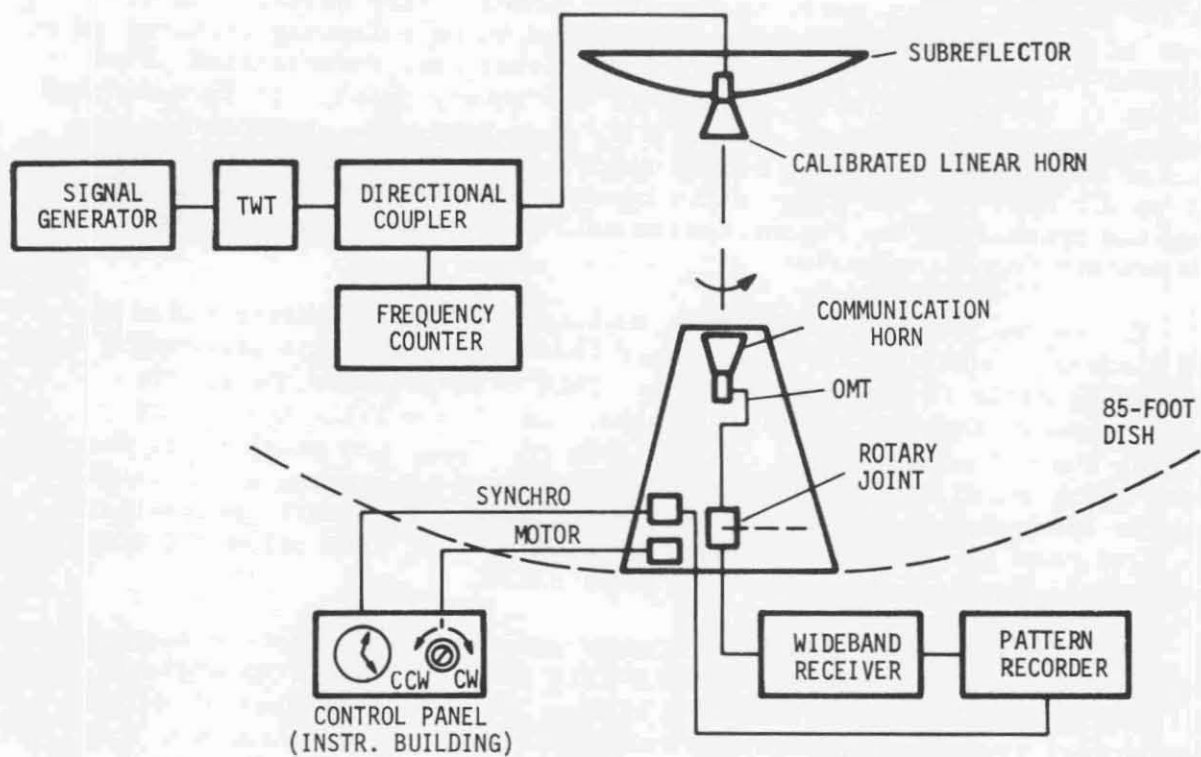 SUBREFLECTOR
CALIBRATED LINEAR HORN
SIGNAL
GENERATOR
TWT
DIRECTIONAL
COUPLER
FREQUENCY
COUNTER
COMMUNICATION
HORN
OMT
85-FOOT
DISH
ROTARY
JOINT
SYNCHRO
MOTOR
CCW CW
CONTROL PANEL
(INSTR. BUILDING)
WIDEBAND
RECEIVER
PATTERN
RECORDER